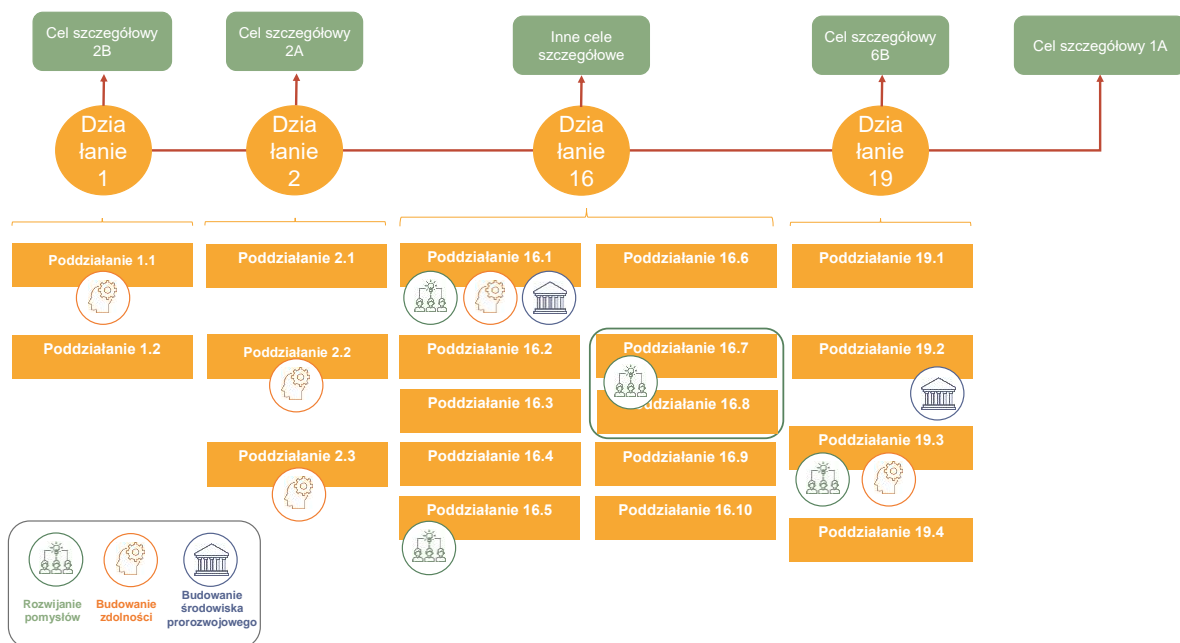 Cel szczegółowy
2B
Cel szczegółowy
2A
Inne cele
szczegółowe
Cel szczegółowy
6B
Cel szczegółowy 1A
Dzia
łanie
1
Dzia
łanie
2
Dzia
łanie
16
Dzia
łanie
19
Poddziałanie 1.1
Poddziałanie 2.1
Poddziałanie 16.1
Poddziałanie 16.6
Poddziałanie 19.1
Poddziałanie 1.2
Poddziałanie 2.2
Poddziałanie 16.2
Poddziałanie 16.7
Poddziałanie 19.2
Poddziałanie 16.3
Poddziałanie 16.8
Poddziałanie 19.3
Poddziałanie 2.3
Poddziałanie 16.4
Poddziałanie 16.9
Poddziałanie 16.5
Poddziałanie 16.10
Poddziałanie 19.4
Rozwijanie
pomysłów
Budowanie
zdolności
Budowanie
środowiska
prorozwojowego